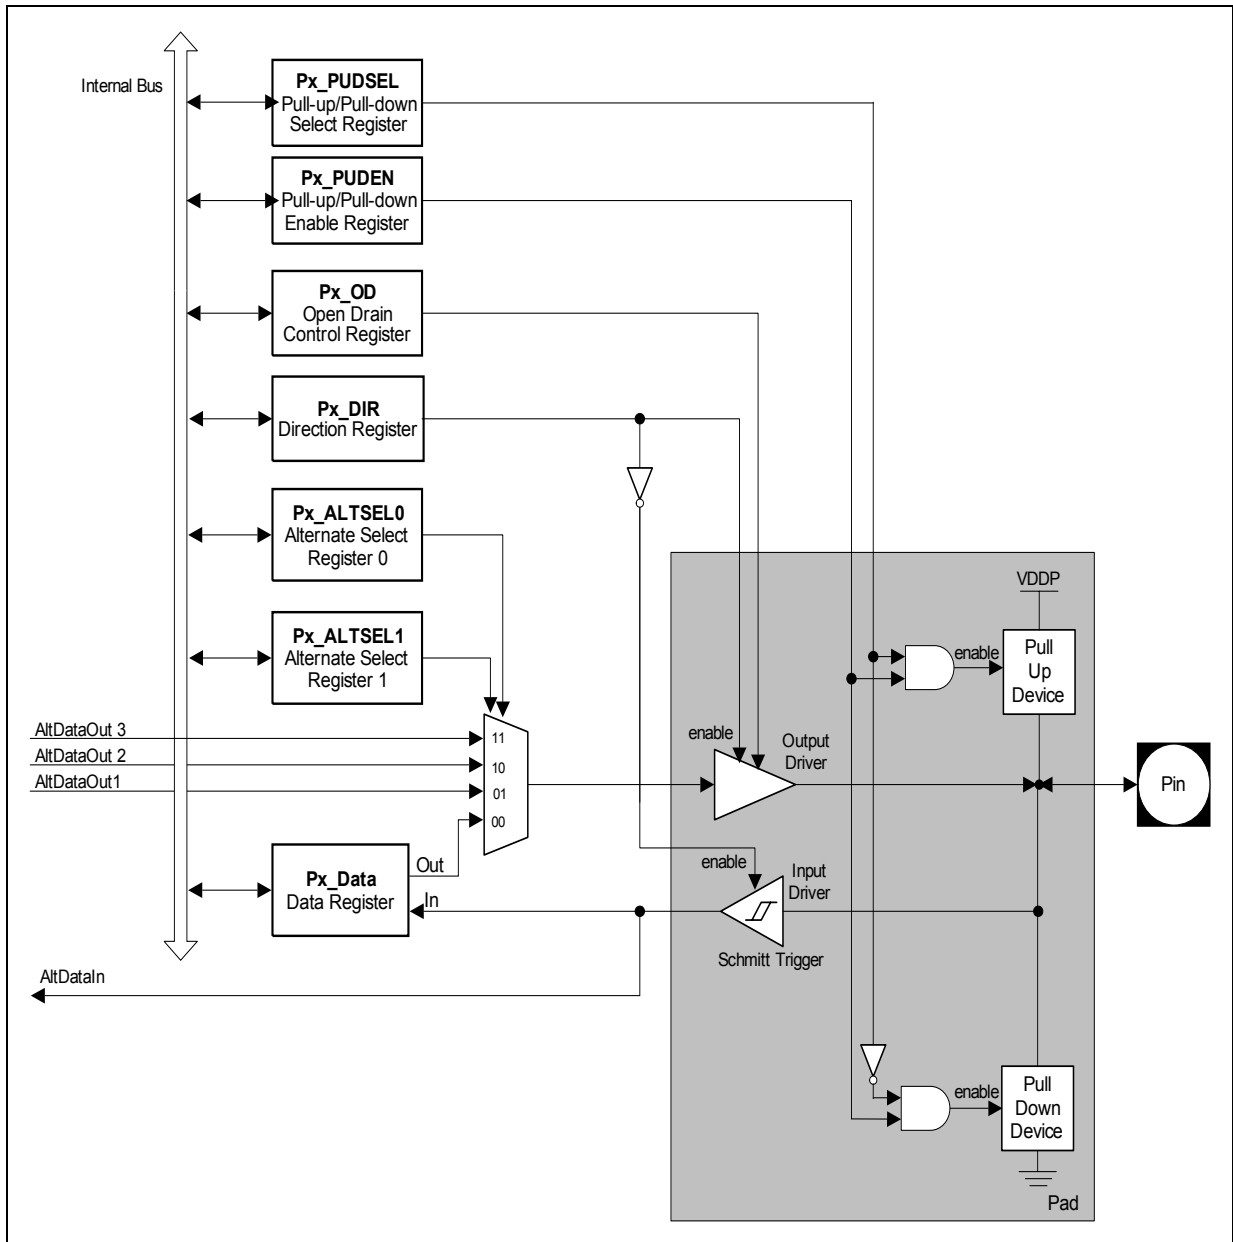 Internal Bus
Px_PUDSEL
Pull-up/Pull-down
Select Register
Px_PUDEN
Pull-up/Pull-down
Enable Register
Px_OD
Open Drain
Control Register
Px_DIR
Direction Register
Px_ALTSEL0
Alternate Select
Register 0
Px_ALTSEL1
Alternate Select
Register 1
AltDataOut 3
AltDataOut 2
AltDataOut1
11
10
01
00
Px_Data
Data Register
Out
In
AltDataIn
enable
Output
Driver
enable
Input
Driver
Schmitt Trigger
VDDP
enable
Pull
Up
Device
Pin
enable
Pull
Down
Device
Pad